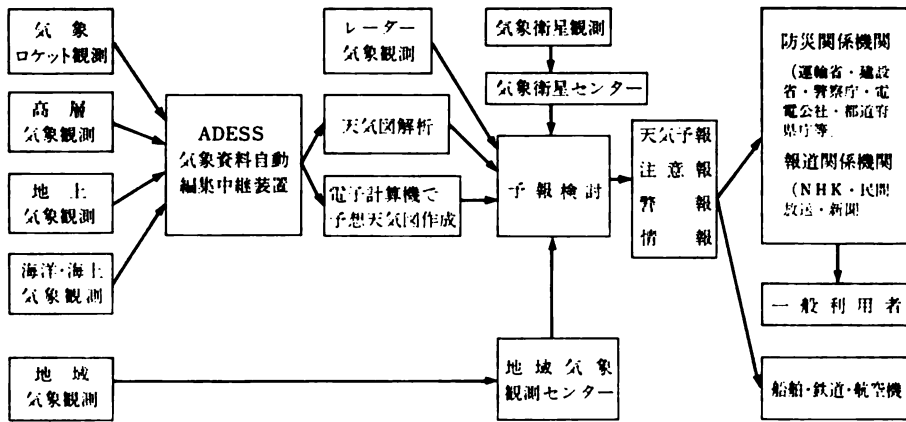 気象
ロケット観測
高層
気象観測
地上
気象観測
海洋・海上
気象観測
地域
気象観測
ADESS
気象資料自動
編集中継装置
レーダー
気象観測
天気図解析
電子計算機で
予想天気図作成
気象衛星観測
気象衛星センター
予報検討
地域気象
観測センター
天気予報
注意報
警報
情報
防災関係機関
(運輸省・建設
省・警察庁・電
電公社・都道府
県庁等)
報道関係機関
(NHK・民間
放送・新聞)
一般利用者
船舶・鉄道・航空機